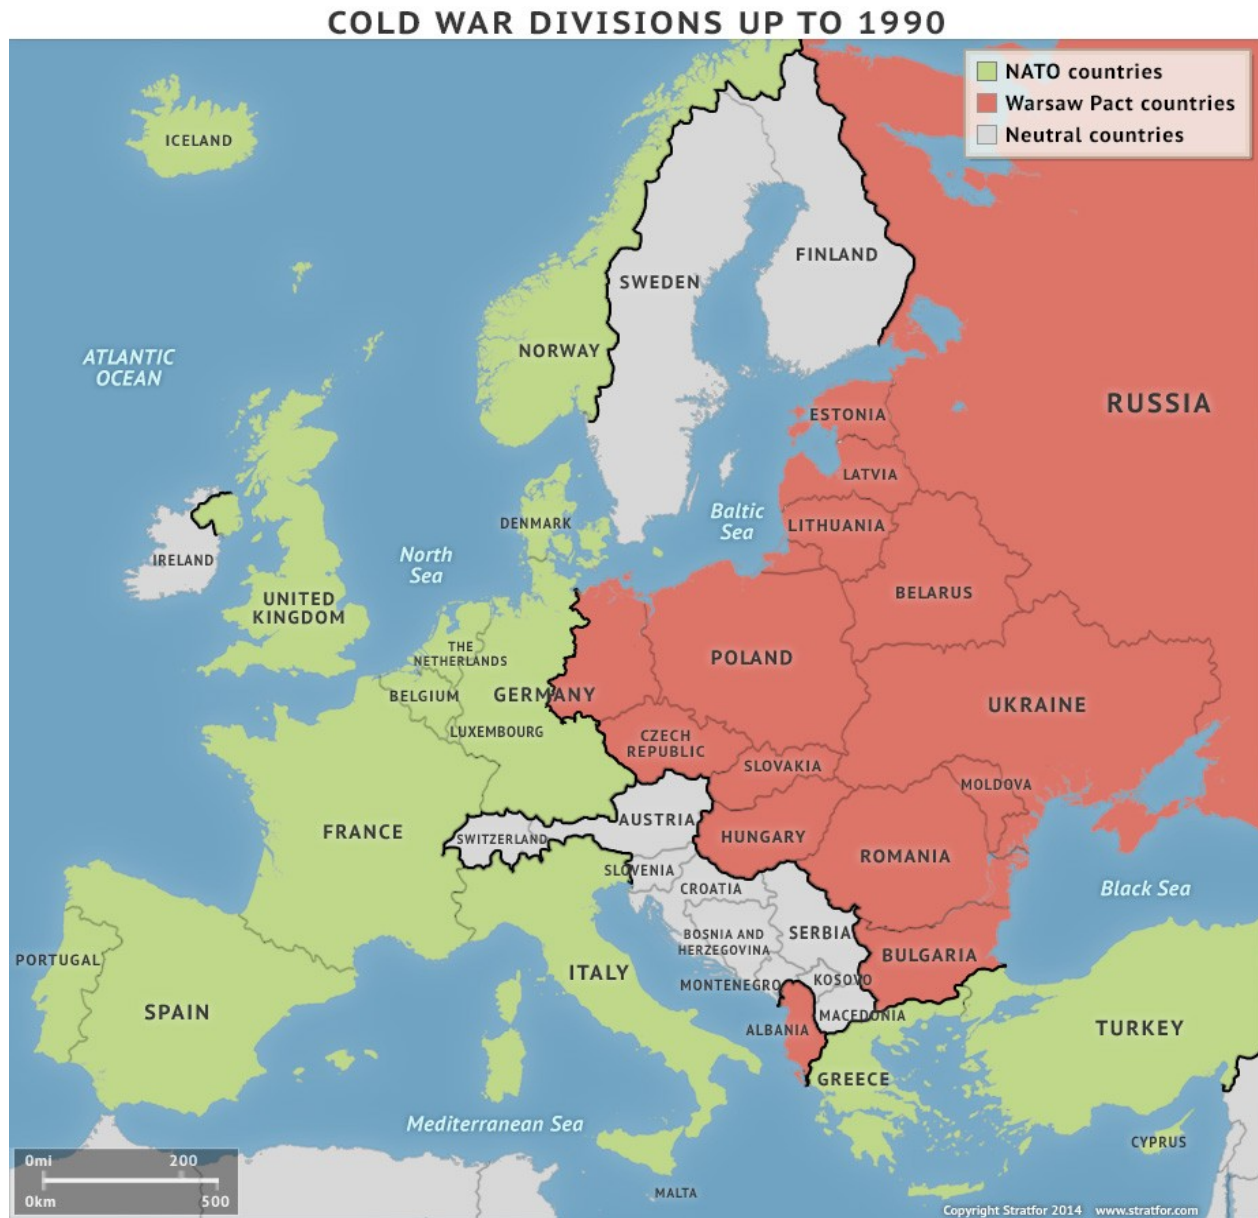 COLD WAR DIVISIONS UP TO 1990
NATO countries
Warsaw Pact countries
Neutral countries
ICELAND
FINLAND
SWEDEN
NORWAY
ATLANTIC
OCEAN
RUSSIA
ESTONIA
LATVIA
Baltic
Sea
LITHUANIA
DENMARK
North
Sea
IRELAND
BELARUS
UNITED
KINGDOM
THE
NETHERLANDS
POLAND
BELGIUM
GERMANY
UKRAINE
LUXEMBOURG
CZECH
REPUBLIC
SLOVAKIA
MOLDOVA
FRANCE
SWITZERLAND
AUSTRIA
HUNGARY
ROMANIA
SLOVENIA
CROATIA
Black Sea
BOSNIA AND
HERZEGOVINA
SERBIA
PORTUGAL
ITALY
BULGARIA
MONTENEGRO
KOSOVO
SPAIN
MACEDONIA
ALBANIA
TURKEY
GREECE
Mediterranean Sea
CYPRUS
MALTA
0mi 200
0km 500
Copyright Stratfor 2014 www.stratfor.com